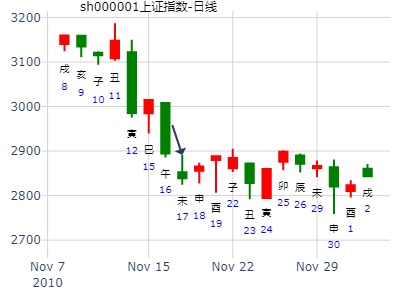 sh000001上证指数-日线
3200
3100
3000
2900
2800
2700
戌
8
亥
9
子
10
丑
11
寅
12
巳
15
午
16
未
17
申
18
酉
19
子
22
丑
23
寅
24
卯
25
辰
26
未
29
申
30
酉
1
戌
2
Nov 7
2010
Nov 15
Nov 22
Nov 29